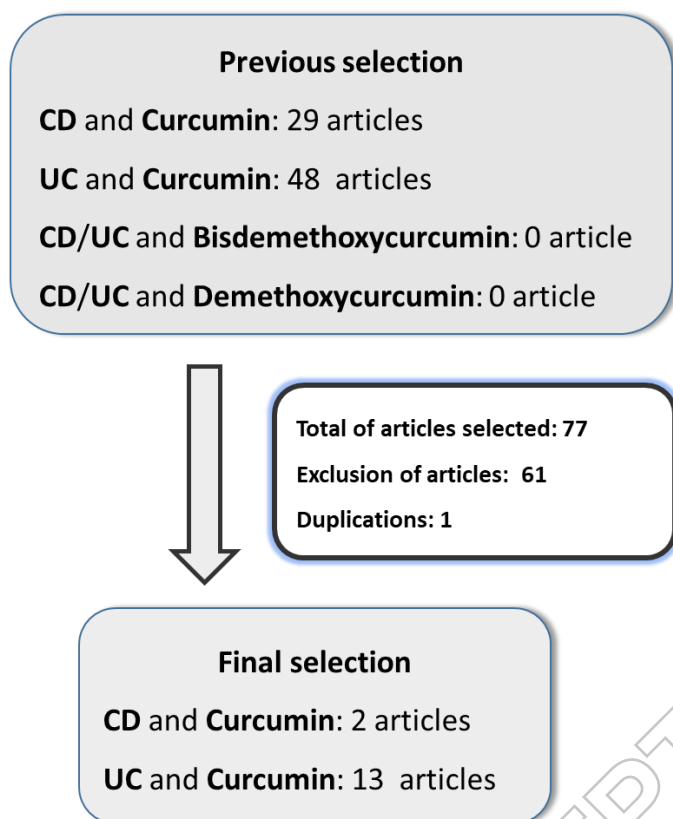 Previous selection
CD and Curcumin: 29 articles
UC and Curcumin: 48 articles
CD/UC and Bisdemethoxycurcumin: 0 article
CD/UC and Demethoxycurcumin: 0 article
Total of articles selected: 77
Exclusion of articles: 61
Duplications: 1
Final selection
CD and Curcumin: 2 articles
UC and Curcumin: 13 articles